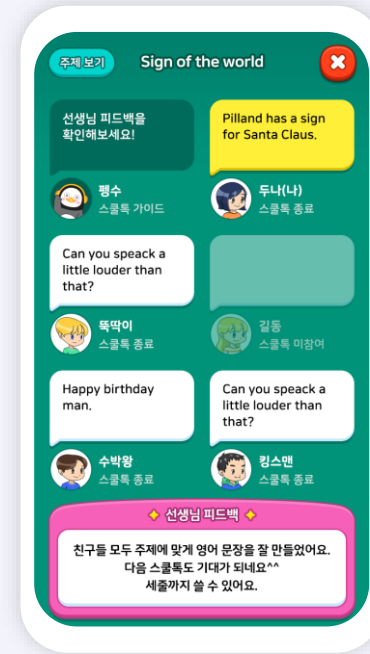 주제 보기
Sign of the world
선생님 피드백을
확인해보세요!
Pilland has a sign
for Santa Claus.
펭수
스쿨톡 가이드
두나(나)
스쿨톡 종료
Can you speack a
little louder than
that?
뚝딱이
스쿨톡 종료
길동
스쿨톡 미참여
Happy birthday
man.
Can you speack a
little louder than
that?
수박왕
스쿨톡 종료
킹스맨
스쿨톡 종료
선생님 피드백
친구들 모두 주제에 맞게 영어 문장을 잘 만들었어요.
다음 스쿨톡도 기대가 되네요^^
세줄까지 쓸 수 있어요.